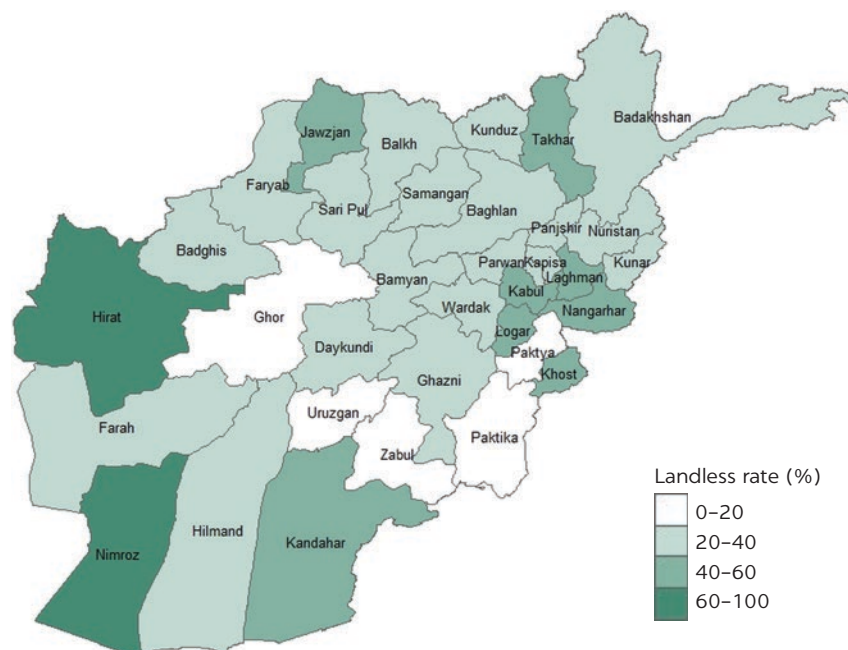 Jawzjan
Balkh
Kunduz
Takhar
Badakhshan
Faryab
Sari Pul
Samangan
Baghlan
Badghis
Panjshir
Nuristan
Parwan
Kapisa
Kunar
Laghman
Bamyan
Kabul
Hirat
Ghor
Wardak
Nangarhar
Logar
Daykundi
Paktya
Ghazni
Khost
Uruzgan
Farah
Zabul
Paktika
Hilmand
Kandahar
Nimroz
Landless rate (%)
0–20
20–40
40–60
60–100